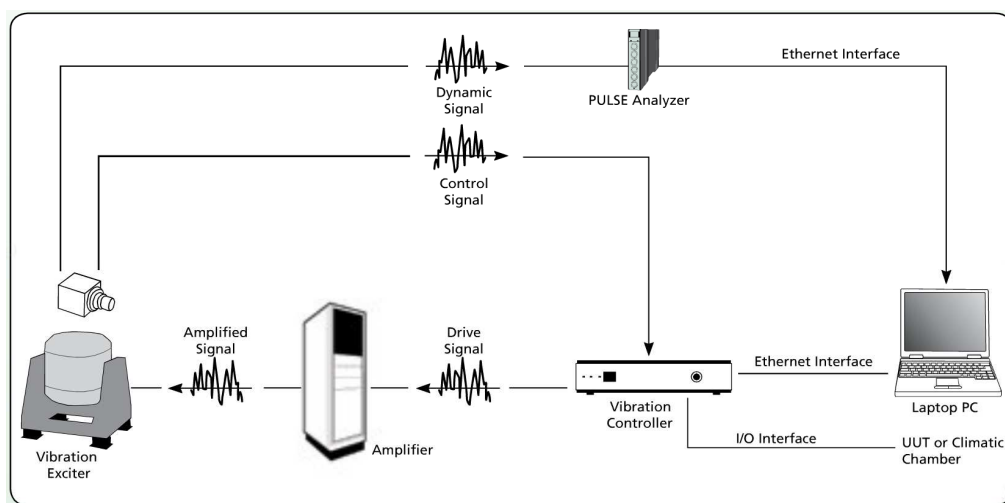 Ethernet Interface
Dynamic
Signal
PULSE Analyzer
Control
Signal
Amplified
Signal
Drive
Signal
Ethernet Interface
Vibration
Controller
Laptop PC
I/O Interface
UUT or Climatic
Chamber
Amplifier
Vibration
Exciter